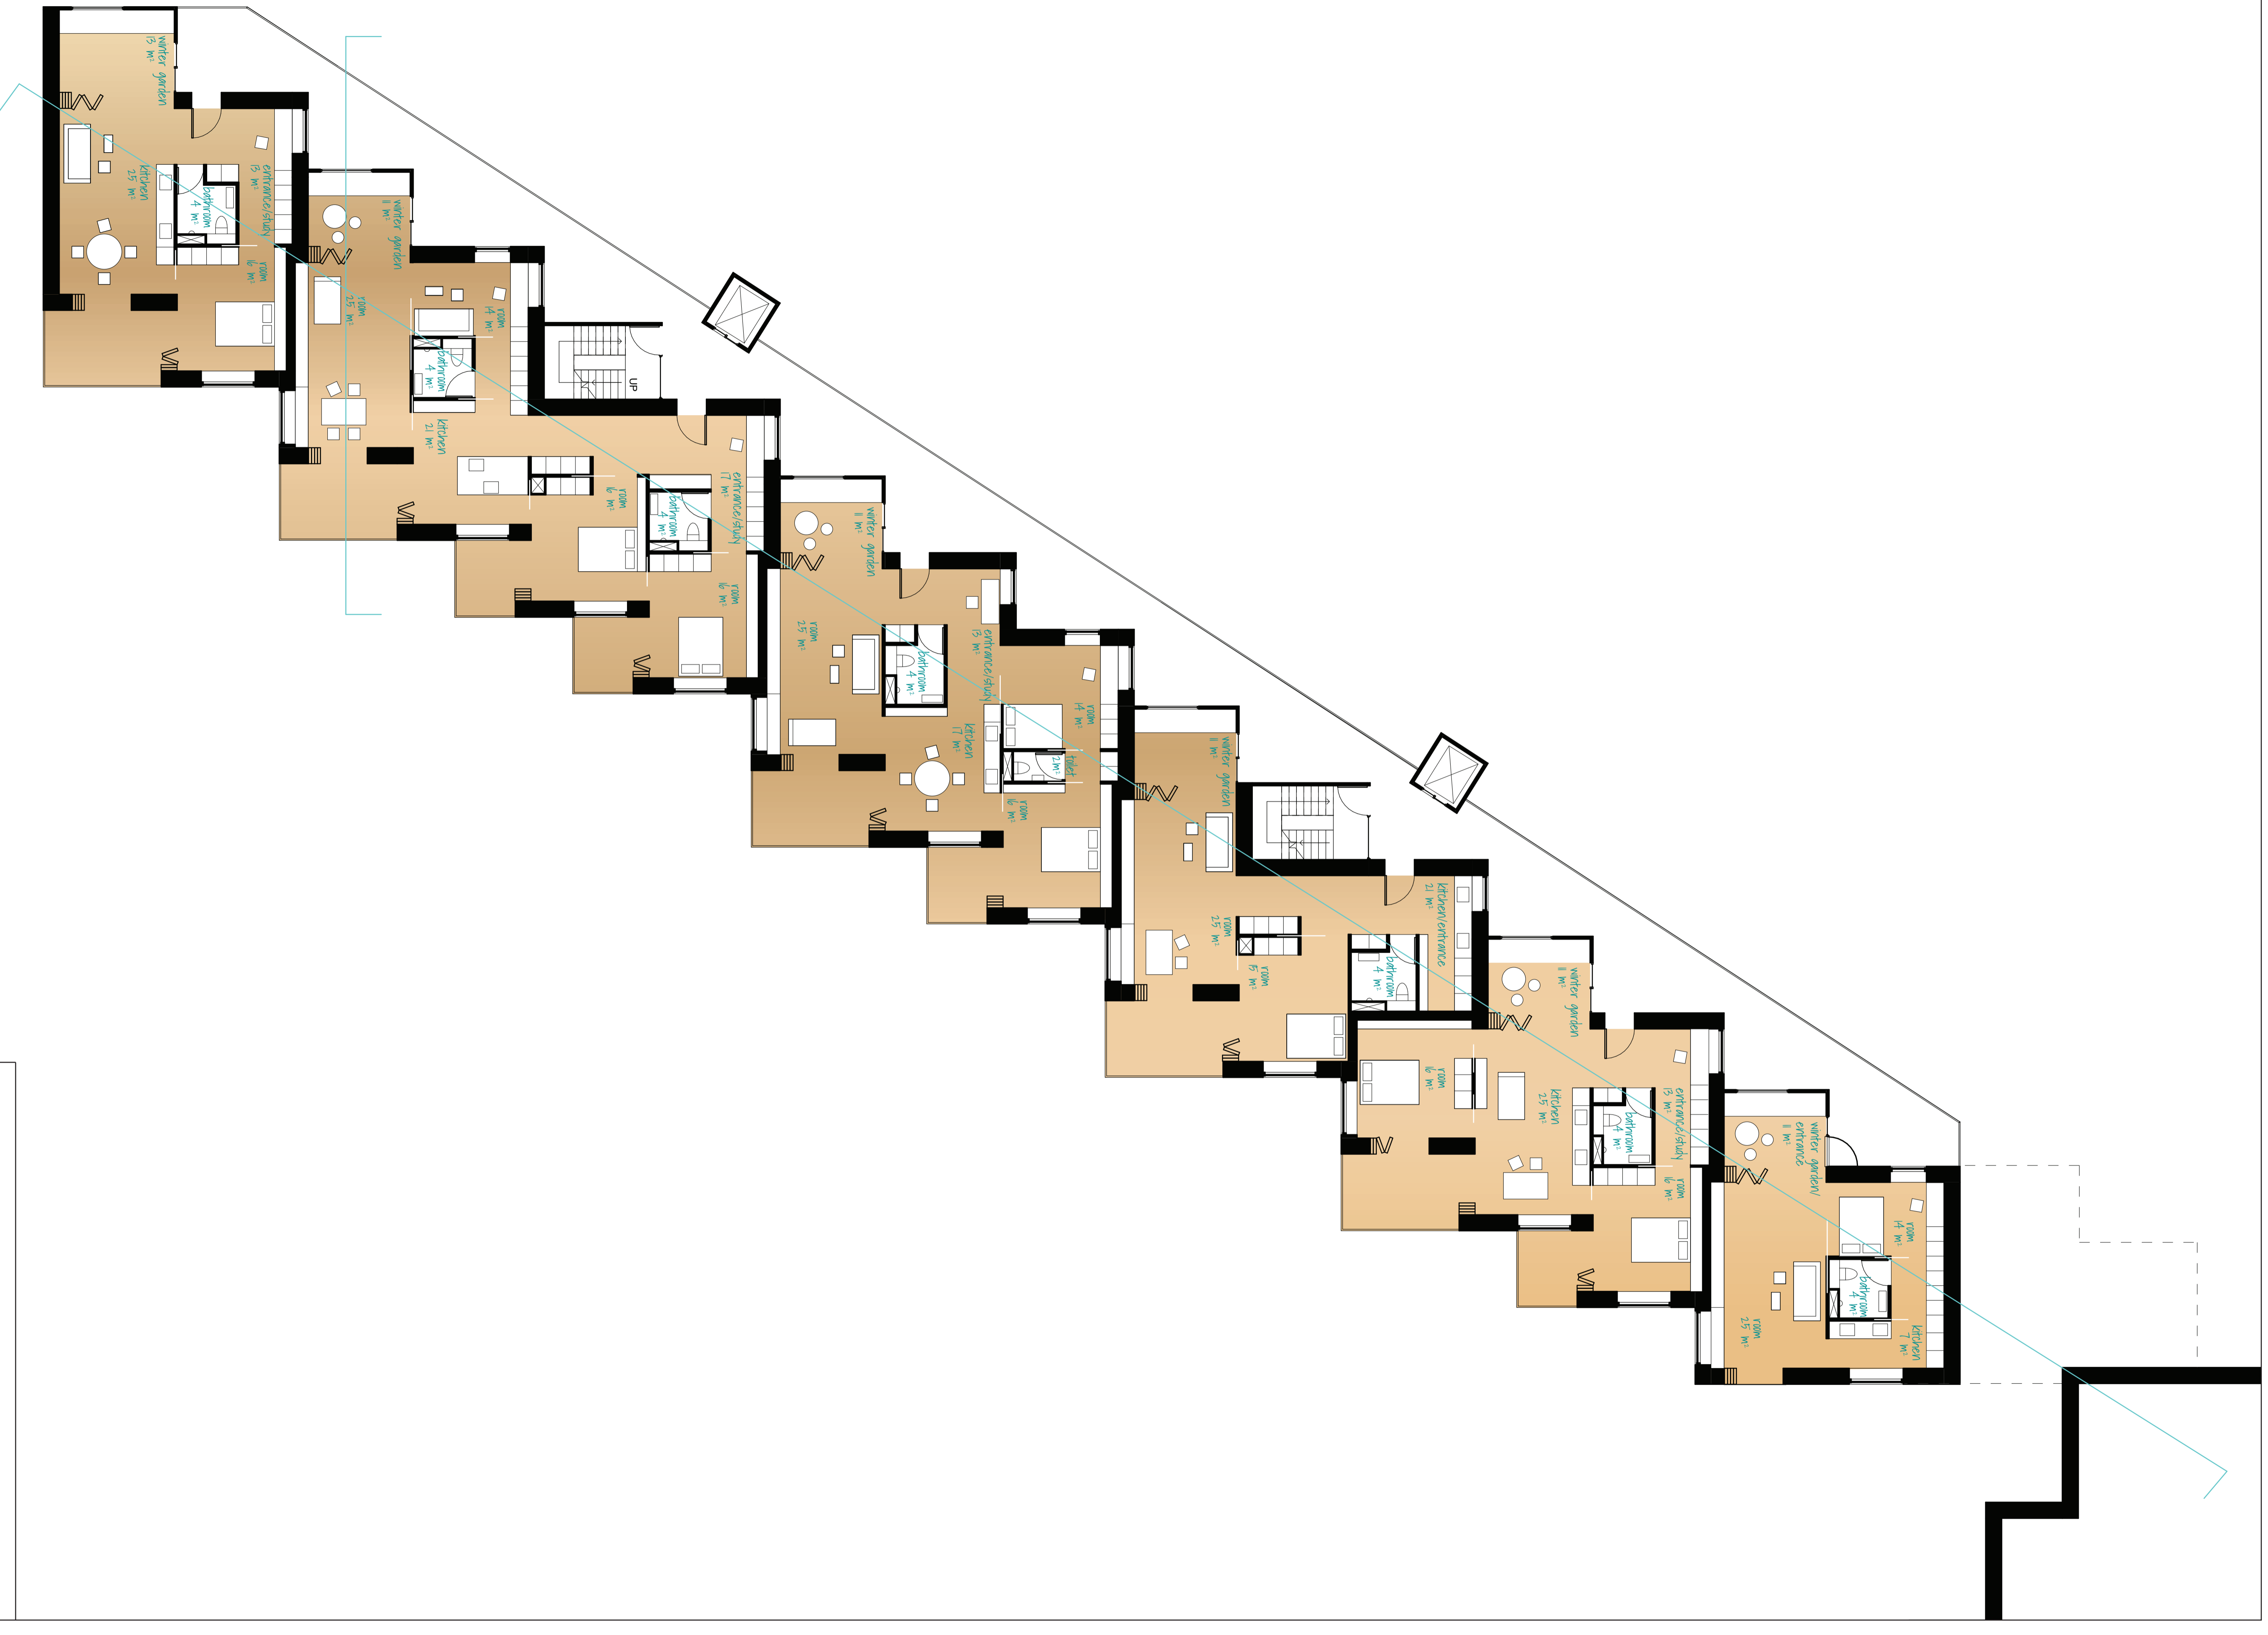 winter garden
13 m²
entrance/study
13 m²
kitchen
25 m²
bathroom
4 m²
room
16 m²
winter garden
11 m²
room
25 m²
room
14 m²
bathroom
4 m²
kitchen
21 m²
UP
entrance/study
17 m²
room
16 m²
bathroom
4 m²
room
16 m²
winter garden
11 m²
room
25 m²
entrance/study
13 m²
bathroom
4 m²
kitchen
17 m²
room
14 m²
toilet
2m²
room
16 m²
winter garden
11 m²
kitchen/entrance
21 m²
room
25 m²
room
15 m²
bathroom
4 m²
winter garden
11 m²
room
16 m²
kitchen
25 m²
entrance/study
13 m²
bathroom
4 m²
room
16 m²
winter garden/
entrance
11 m²
room
14 m²
bathroom
4 m²
room
25 m²
kitchen
7 m²